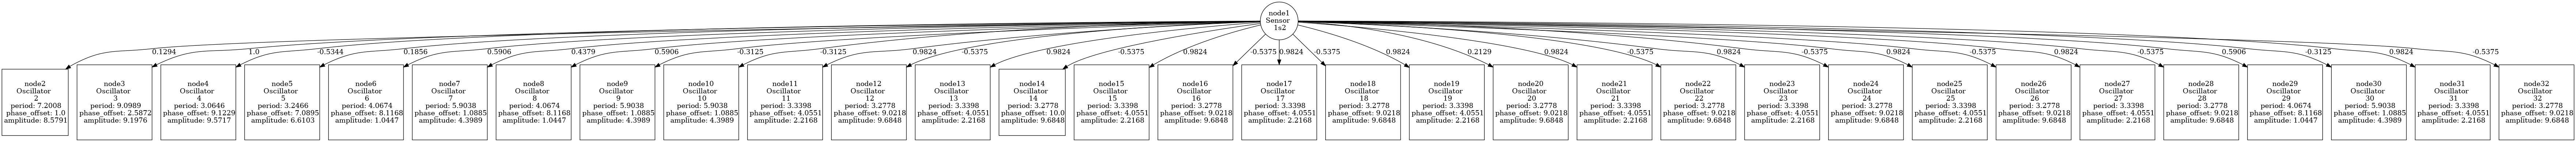 node1
Sensor
1s2
0.1294
1.0
-0.5344
0.1856
0.5906
0.4379
0.5906
-0.3125
-0.3125
0.9824
-0.5375
0.9824
-0.5375
0.9824
-0.5375
0.9824
-0.5375
0.9824
-0.2129
0.9824
-0.5375
0.9824
-0.5375
0.9824
-0.5375
0.9824
-0.5375
0.5906
-0.3125
0.9824
-0.5375
node2
Oscillator
2
period: 7.2008
phase_offset: 1.0
amplitude: 8.5791
node3
Oscillator
3
period: 9.0989
phase_offset: 2.5872
amplitude: 9.1976
node4
Oscillator
4
period: 3.0646
phase_offset: 9.1229
amplitude: 9.5717
node5
Oscillator
5
period: 3.2466
phase_offset: 7.0895
amplitude: 6.6103
node6
Oscillator
6
period: 4.0674
phase_offset: 8.1168
amplitude: 1.0447
node7
Oscillator
7
period: 5.9038
phase_offset: 1.0885
amplitude: 4.3989
node8
Oscillator
8
period: 4.0674
phase_offset: 8.1168
amplitude: 1.0447
node9
Oscillator
9
period: 5.9038
phase_offset: 1.0885
amplitude: 4.3989
node10
Oscillator
10
period: 5.9038
phase_offset: 1.0885
amplitude: 4.3989
node11
Oscillator
11
period: 3.3398
phase_offset: 4.0551
amplitude: 2.2168
node12
Oscillator
12
period: 3.2778
phase_offset: 9.0218
amplitude: 9.6848
node13
Oscillator
13
period: 3.3398
phase_offset: 4.0551
amplitude: 2.2168
node14
Oscillator
14
period: 3.2778
phase_offset: 10.0
amplitude: 9.6848
node15
Oscillator
15
period: 3.3398
phase_offset: 4.0551
amplitude: 2.2168
node16
Oscillator
16
period: 3.2778
phase_offset: 9.0218
amplitude: 9.6848
node17
Oscillator
17
period: 3.3398
phase_offset: 4.0551
amplitude: 2.2168
node18
Oscillator
18
period: 3.2778
phase_offset: 9.0218
amplitude: 9.6848
node19
Oscillator
19
period: 3.3398
phase_offset: 4.0551
amplitude: 2.2168
node20
Oscillator
20
period: 3.2778
phase_offset: 9.0218
amplitude: 9.6848
node21
Oscillator
21
period: 3.3398
phase_offset: 4.0551
amplitude: 2.2168
node22
Oscillator
22
period: 3.2778
phase_offset: 9.0218
amplitude: 9.6848
node23
Oscillator
23
period: 3.3398
phase_offset: 4.0551
amplitude: 2.2168
node24
Oscillator
24
period: 3.2778
phase_offset: 9.0218
amplitude: 9.6848
node25
Oscillator
25
period: 3.3398
phase_offset: 4.0551
amplitude: 2.2168
node26
Oscillator
26
period: 3.2778
phase_offset: 9.0218
amplitude: 9.6848
node27
Oscillator
27
period: 3.3398
phase_offset: 4.0551
amplitude: 2.2168
node28
Oscillator
28
period: 3.2778
phase_offset: 9.0218
amplitude: 9.6848
node29
Oscillator
29
period: 4.0674
phase_offset: 8.1168
amplitude: 1.0447
node30
Oscillator
30
period: 5.9038
phase_offset: 1.0885
amplitude: 4.3989
node31
Oscillator
31
period: 3.3398
phase_offset: 4.0551
amplitude: 2.2168
node32
Oscillator
32
period: 3.2778
phase_offset: 9.0218
amplitude: 9.6848